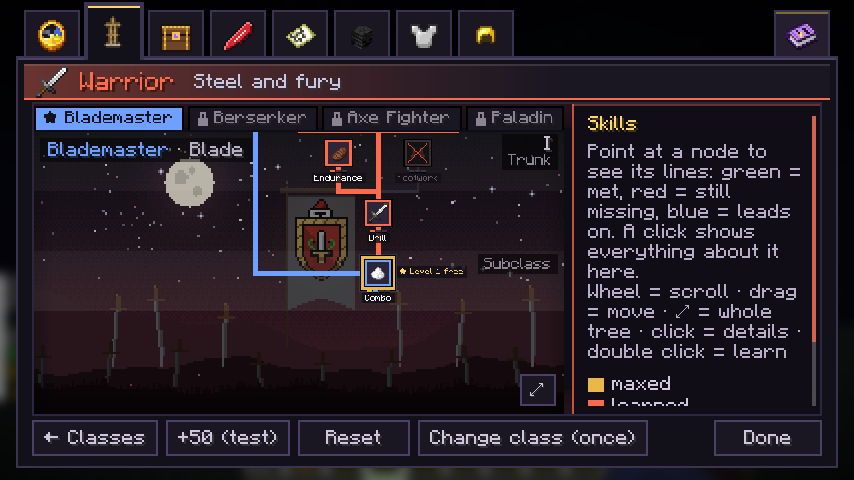 Warrior Steel and fury
Blademaster Berserker Axe Fighter Paladin
Blademaster · Blade
I
Trunk
Endurance
Footwork
Drill
Level 1 free
Combo
Subclass
Skills
Point at a node to
see its lines: green =
met, red = still
missing, blue = leads
on. A click shows
everything about it
here.
Wheel = scroll · drag
= move · ⤢ = whole
tree · click = details ·
double click = learn
maxed
learned
← Classes
+50 (test)
Reset
Change class (once)
Done